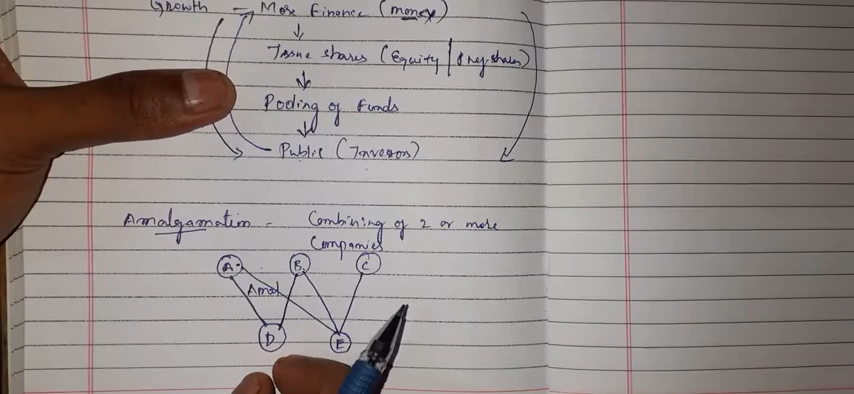 Growth = More Finance (money)
Issue shares (Equity | Pref. shares)
Pooling of Funds
Public (Investors)
Amalgamation - Combining of 2 or more
Companies
A B C
Amal
D E